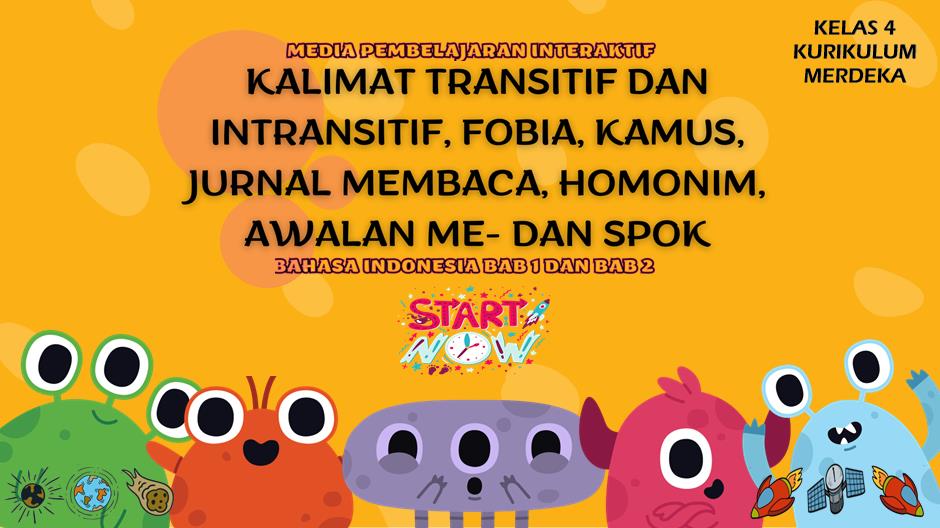 MEDIA PEMBELAJARAN INTERAKTIF
KALIMAT TRANSITIF DAN
INTRANSITIF, FOBIA, KAMUS,
JURNAL MEMBACA, HOMONIM,
AWALAN ME- DAN SPOK
BAHASA INDONESIA BAB 1 DAN BAB 2
START
NOW
KELAS 4
KURIKULUM
MERDEKA